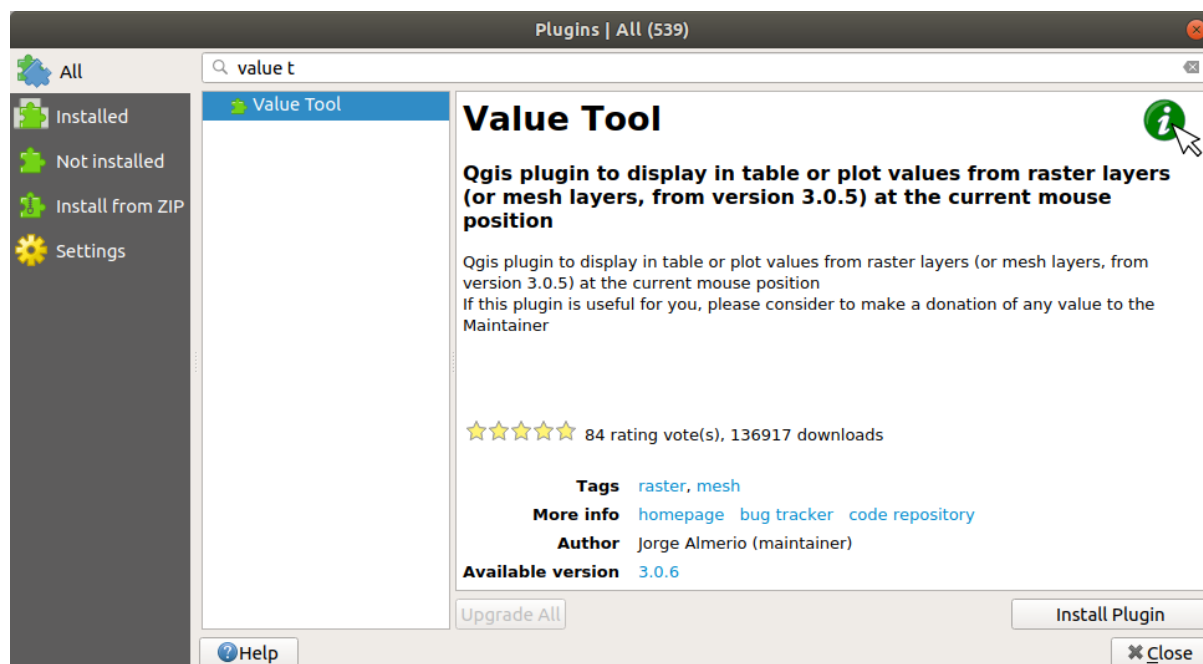 Plugins | All (539)
All
Installed
Not installed
Install from ZIP
Settings
value t
Value Tool
Value Tool
Qgis plugin to display in table or plot values from raster layers
(or mesh layers, from version 3.0.5) at the current mouse
position
Qgis plugin to display in table or plot values from raster layers (or mesh layers, from
version 3.0.5) at the current mouse position
If this plugin is useful for you, please consider to make a donation of any value to the
Maintainer
84 rating vote(s), 136917 downloads
Tags raster, mesh
More info homepage bug tracker code repository
Author Jorge Almerio (maintainer)
Available version 3.0.6
Upgrade All Install Plugin
Help Close